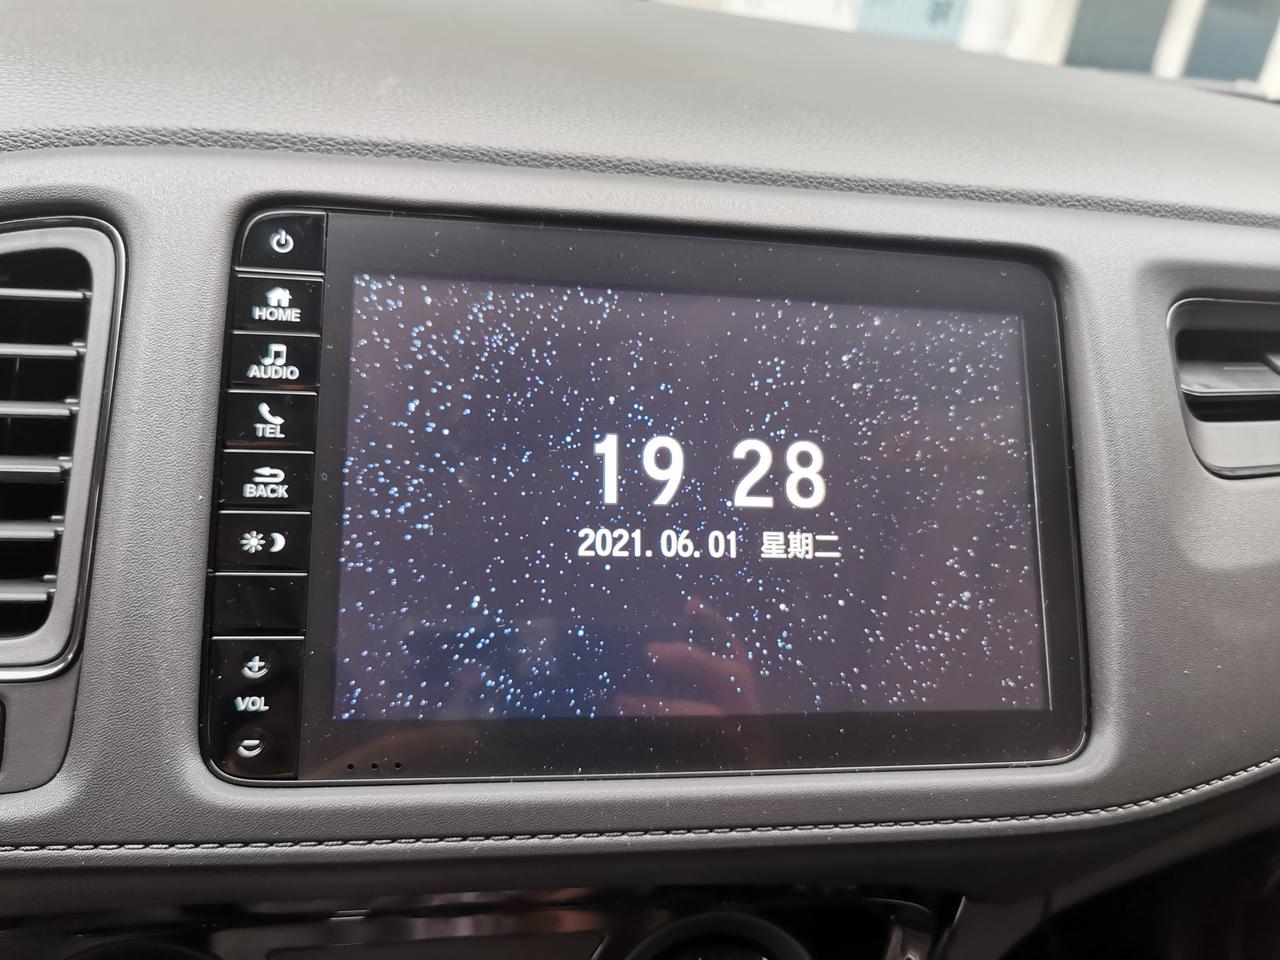 HOME
AUDIO
TEL
BACK
VOL
19 28
2021.06.01 星期二